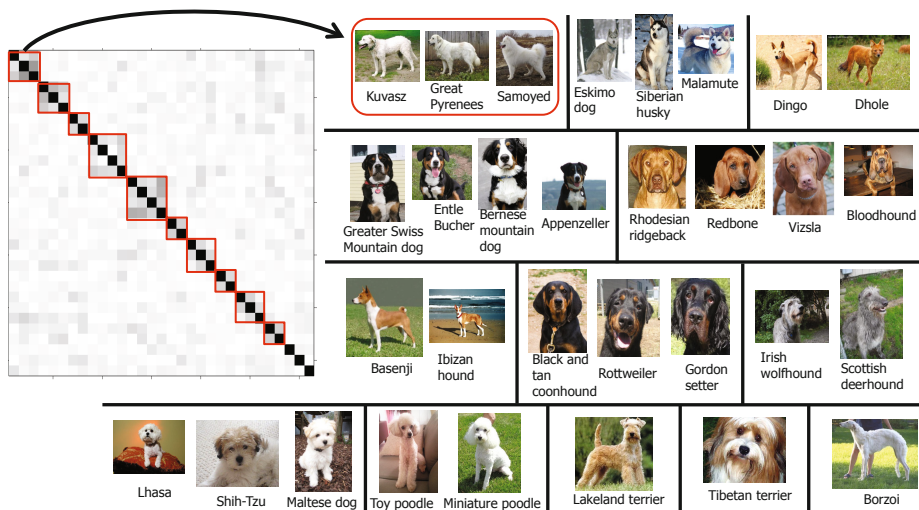 Kuvasz
Great
Pyrenees
Samoyed
Eskimo
dog
Siberian
husky
Malamute
Dingo
Dhole
Greater Swiss
Mountain dog
Entle
Bucher
Bernese
mountain
dog
Appenzeller
Rhodesian
ridgeback
Redbone
Vizsla
Bloodhound
Basenji
Ibizan
hound
Black and
tan
coonhound
Rottweiler
Gordon
setter
Irish
wolfhound
Scottish
deerhound
Lhasa
Shih-Tzu
Maltese dog
Toy poodle
Miniature poodle
Lakeland terrier
Tibetan terrier
Borzoi